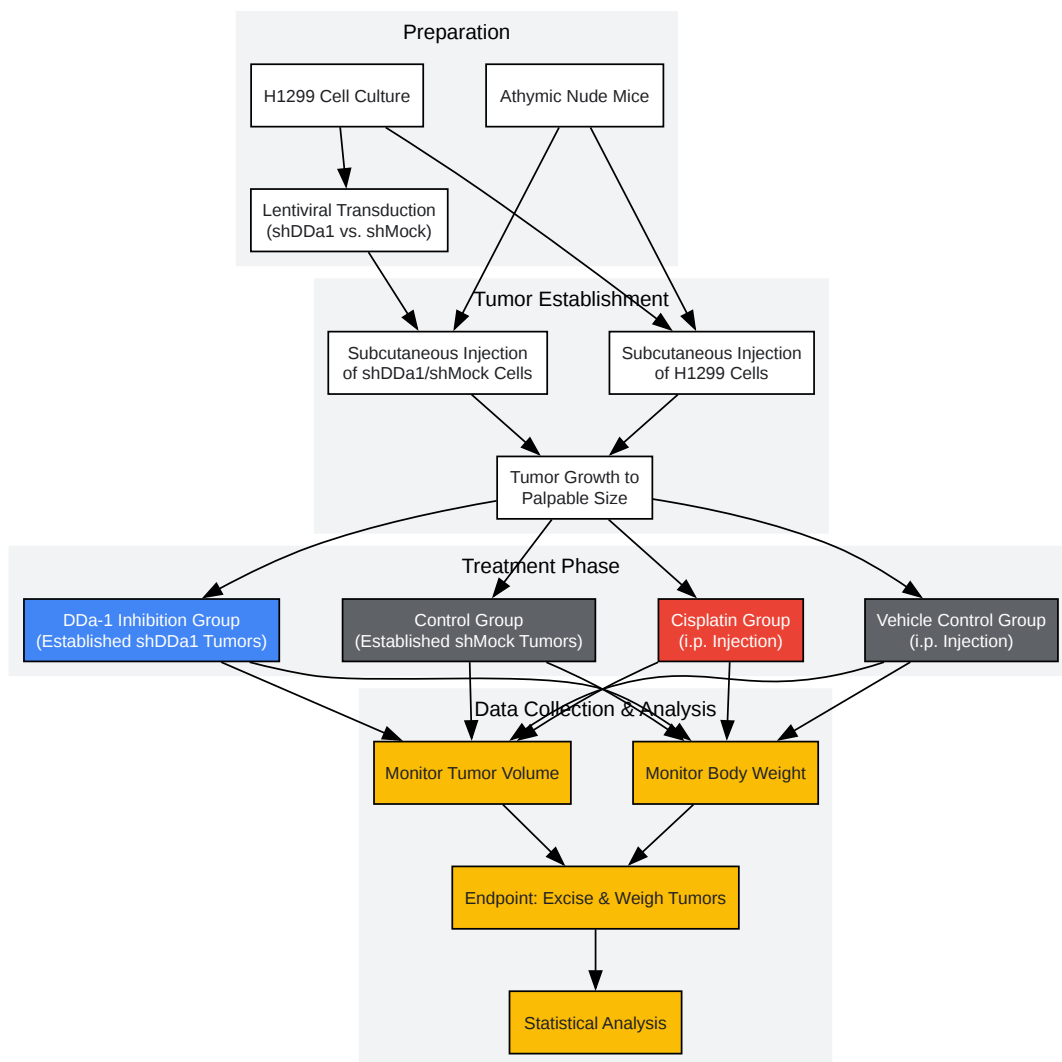 Preparation
H1299 Cell Culture
Athymic Nude Mice
Lentiviral Transduction
(shDDa1 vs. shMock)
Tumor Establishment
Subcutaneous Injection
of shDDa1/shMock Cells
Subcutaneous Injection
of H1299 Cells
Tumor Growth to
Palpable Size
Treatment Phase
DDa-1 Inhibition Group
(Established shDDa1 Tumors)
Control Group
(Established shMock Tumors)
Cisplatin Group
(i.p. Injection)
Vehicle Control Group
(i.p. Injection)
Data Collection & Analysis
Monitor Tumor Volume
Monitor Body Weight
Endpoint: Excise & Weigh Tumors
Statistical Analysis